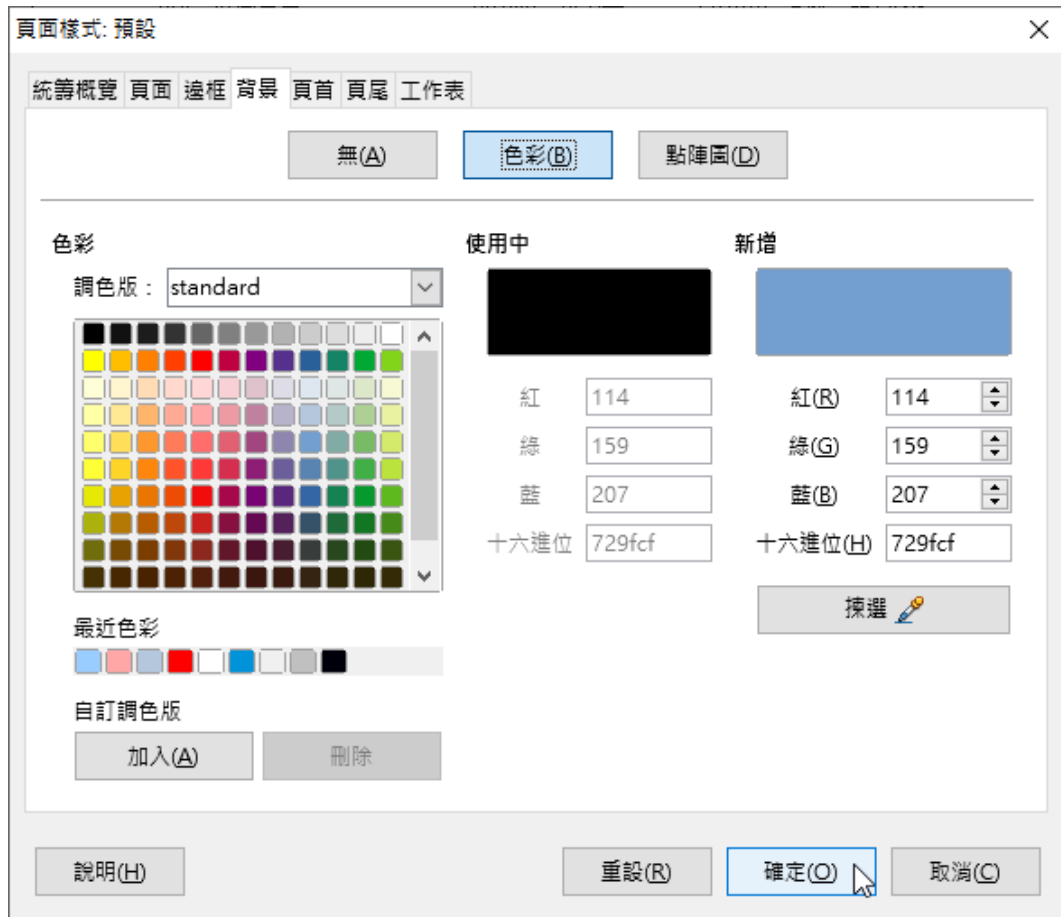 頁面樣式: 預設
統籌概覽 頁面 邊框 背景 頁首 頁尾 工作表
無(A) 色彩(B) 點陣圖(D)
色彩 使用中 新增
調色版： standard
紅 114 紅(R) 114
綠 159 綠(G) 159
藍 207 藍(B) 207
十六進位 729fcf 十六進位(H) 729fcf
揀選
最近色彩
自訂調色版
加入(A) 刪除
說明(H) 重設(R) 確定(O) 取消(C)